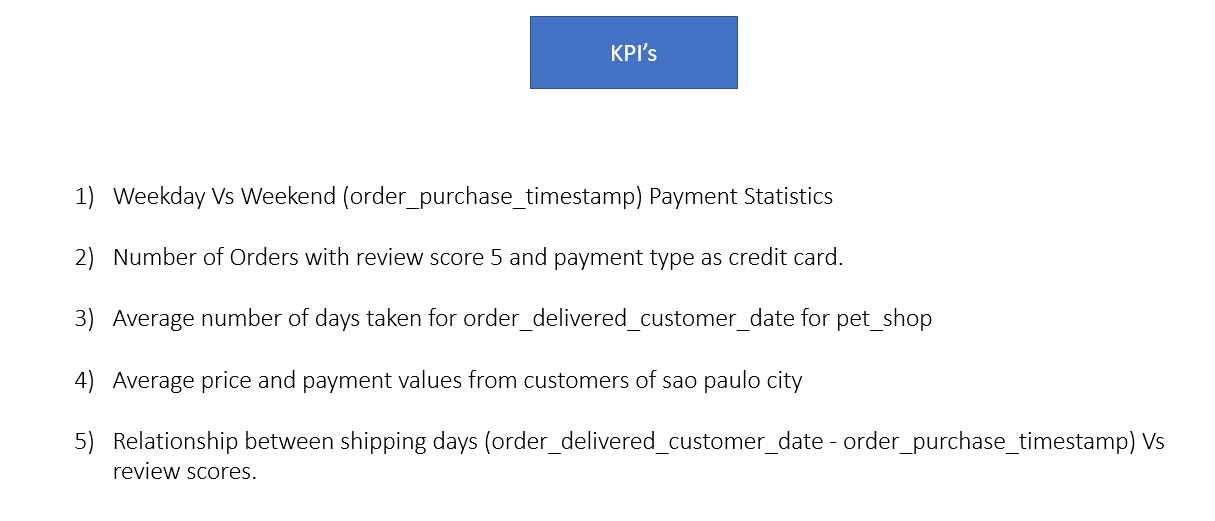 KPI’s
1) Weekday Vs Weekend (order_purchase_timestamp) Payment Statistics
2) Number of Orders with review score 5 and payment type as credit card.
3) Average number of days taken for order_delivered_customer_date for pet_shop
4) Average price and payment values from customers of sao paulo city
5) Relationship between shipping days (order_delivered_customer_date - order_purchase_timestamp) Vs
review scores.